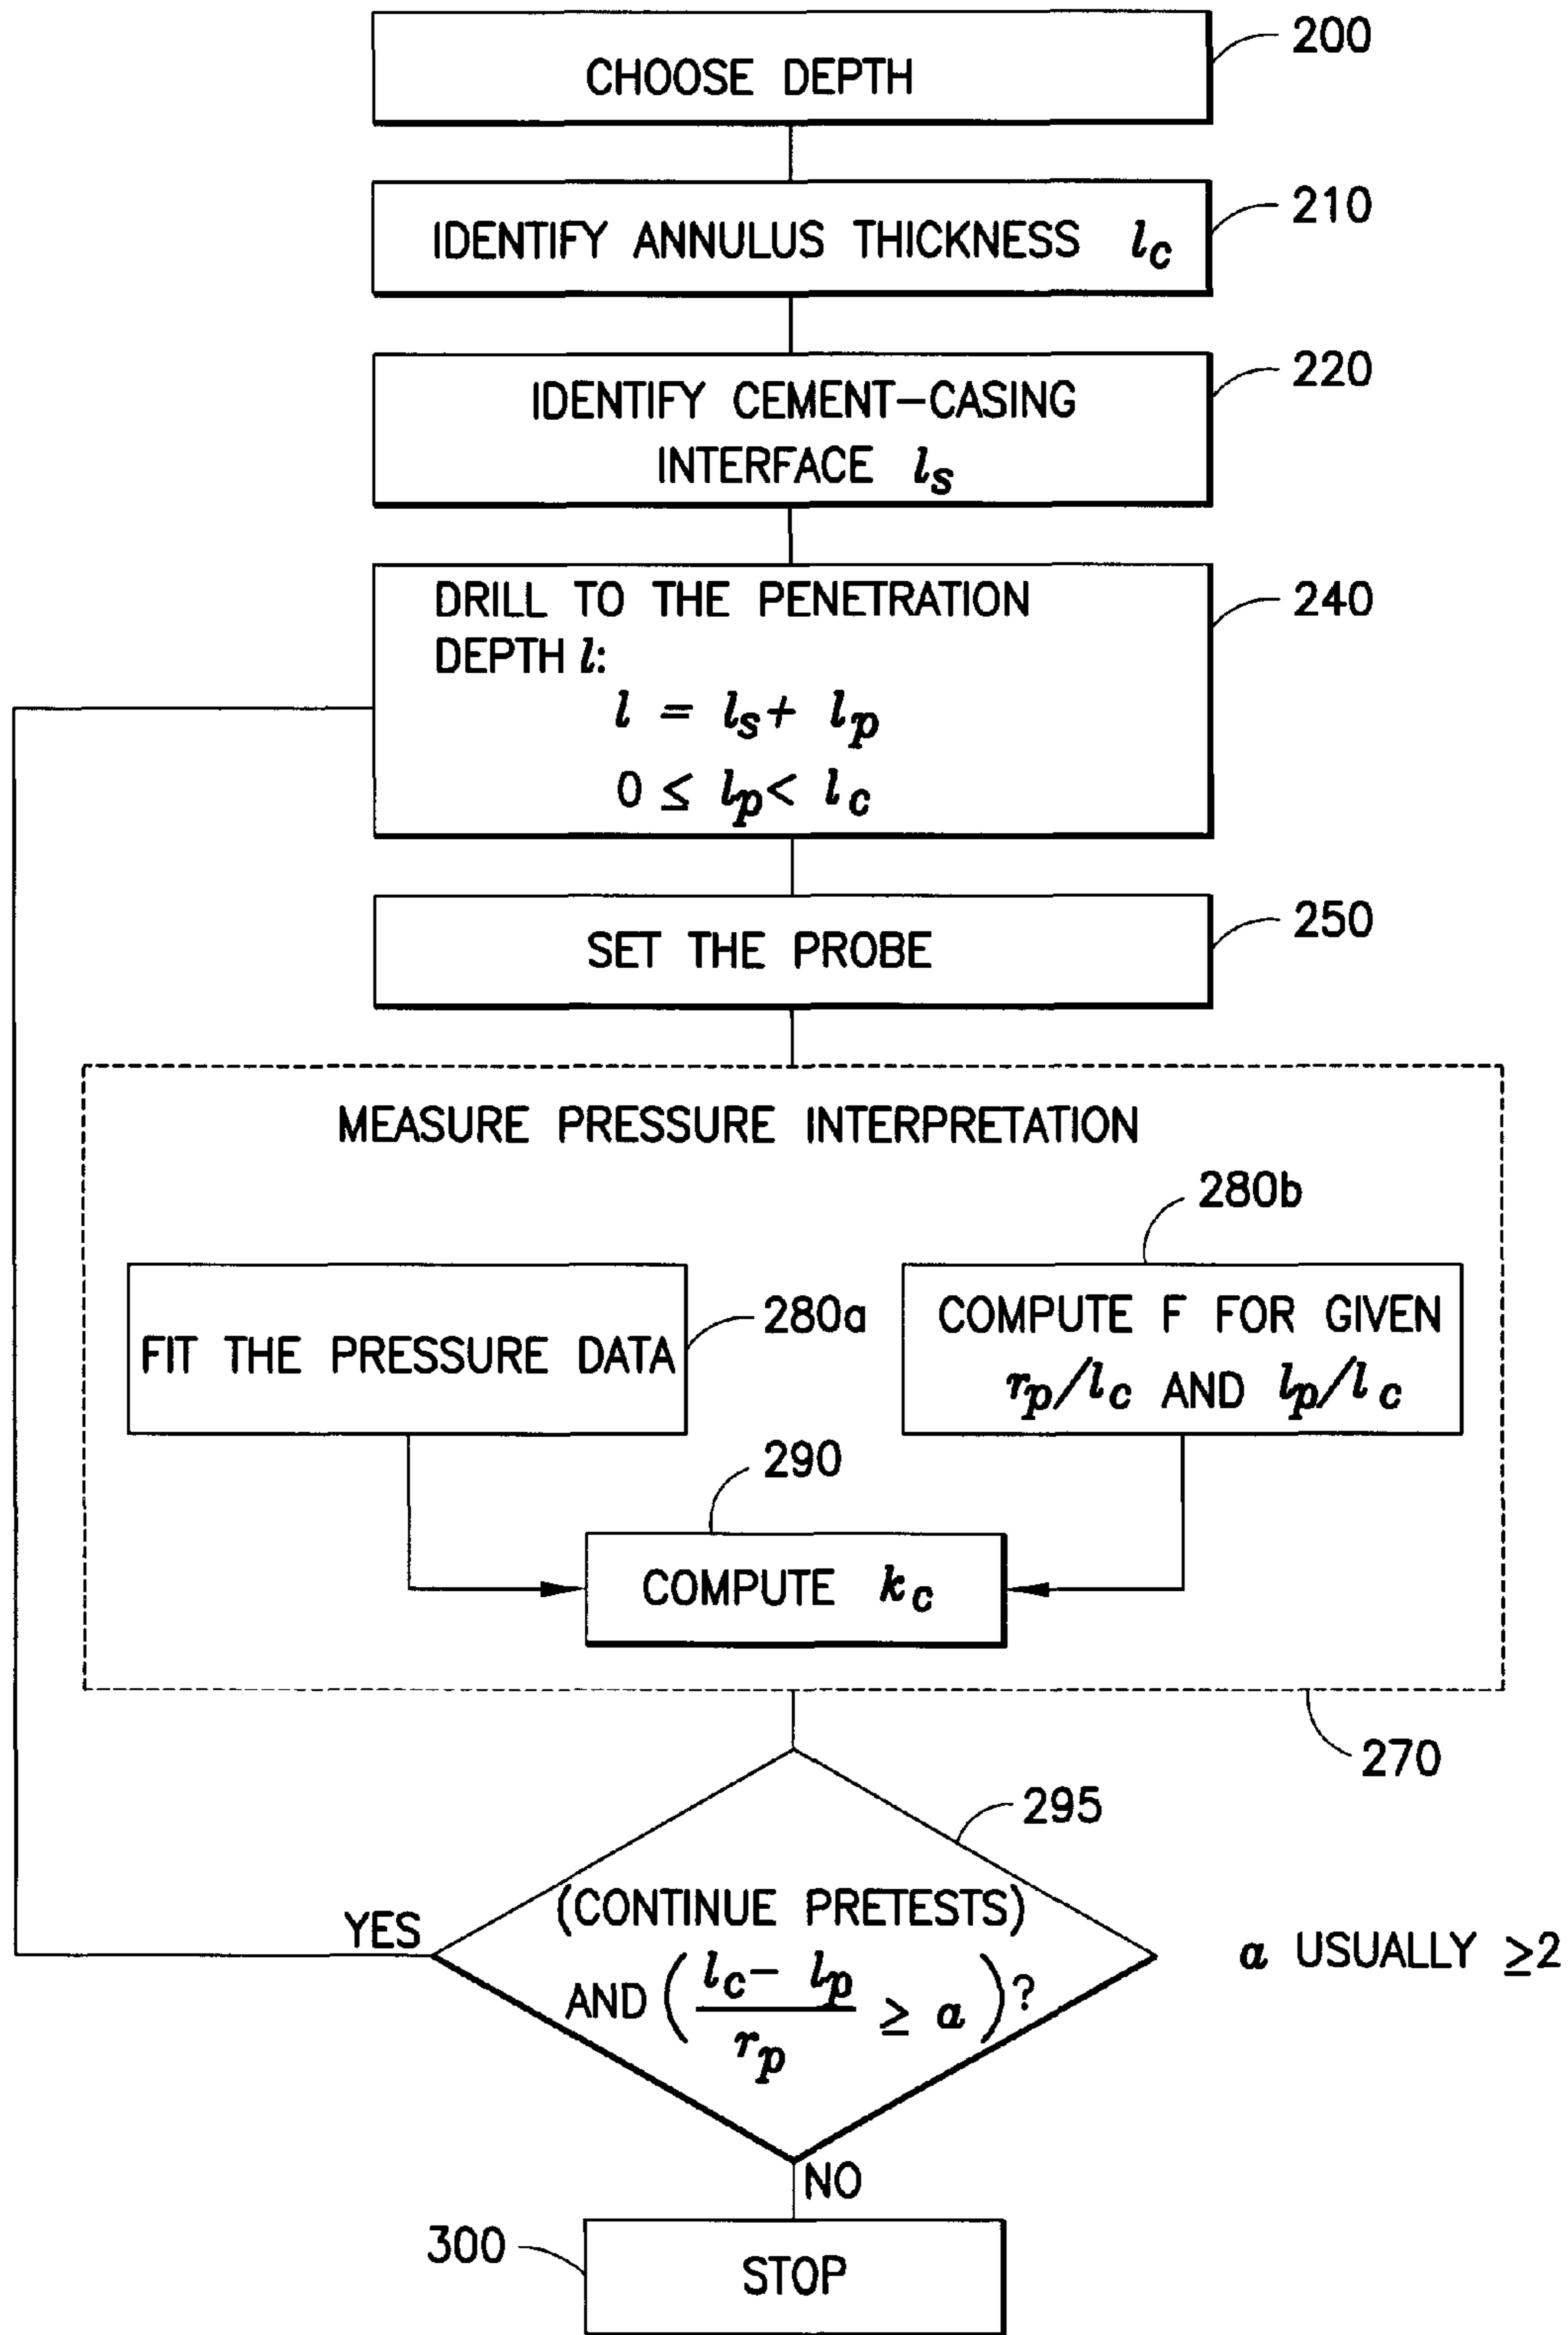 200
CHOOSE DEPTH
210
IDENTIFY ANNULUS THICKNESS l_c
220
IDENTIFY CEMENT-CASING
INTERFACE l_s
240
DRILL TO THE PENETRATION
DEPTH l:
l = l_s + l_p
0 ≤ l_p < l_c
250
SET THE PROBE
MEASURE PRESSURE INTERPRETATION
280b
280a
FIT THE PRESSURE DATA
COMPUTE F FOR GIVEN
r_p/l_c AND l_p/l_c
290
COMPUTE k_c
270
295
YES
(CONTINUE PRETESTS)
AND (l_c - l_p / r_p ≥ a)?
a USUALLY ≥2
NO
300
STOP